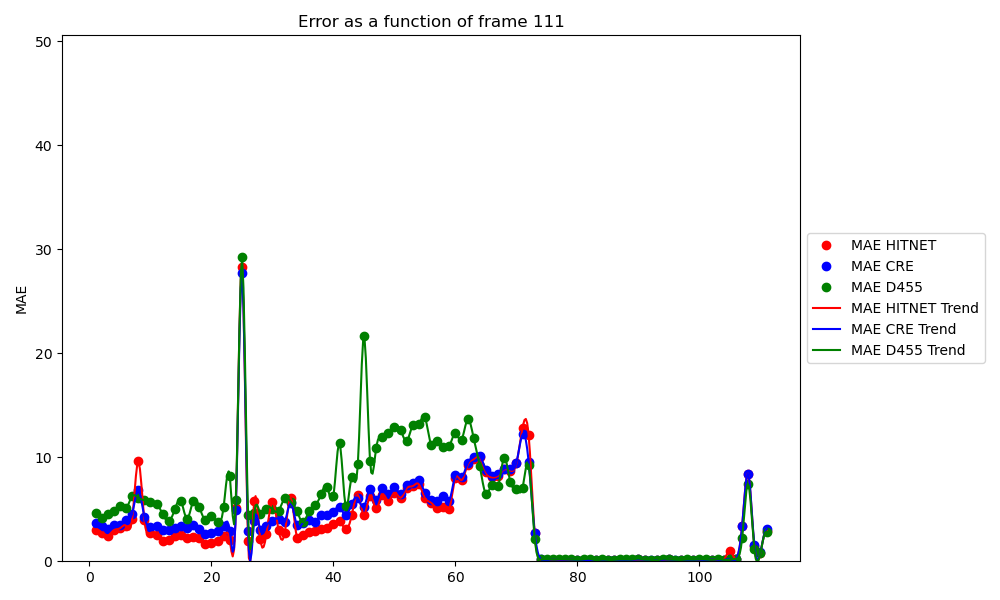 Error as a function of frame 111
MAE
50
40
30
20
10
0
0 20 40 60 80 100
MAE HITNET
MAE CRE
MAE D455
MAE HITNET Trend
MAE CRE Trend
MAE D455 Trend